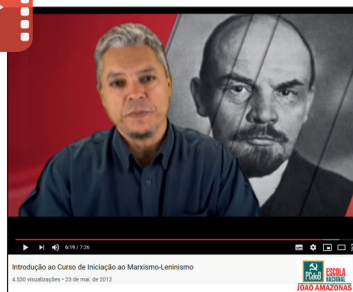 6:19 / 7:26
Introdução ao Curso de Iniciação ao Marxismo-Leninismo
4.530 visualizações • 23 de mai. de 2012
PCdoB ESCOLA
NACIONAL
JOÃO AMAZONAS